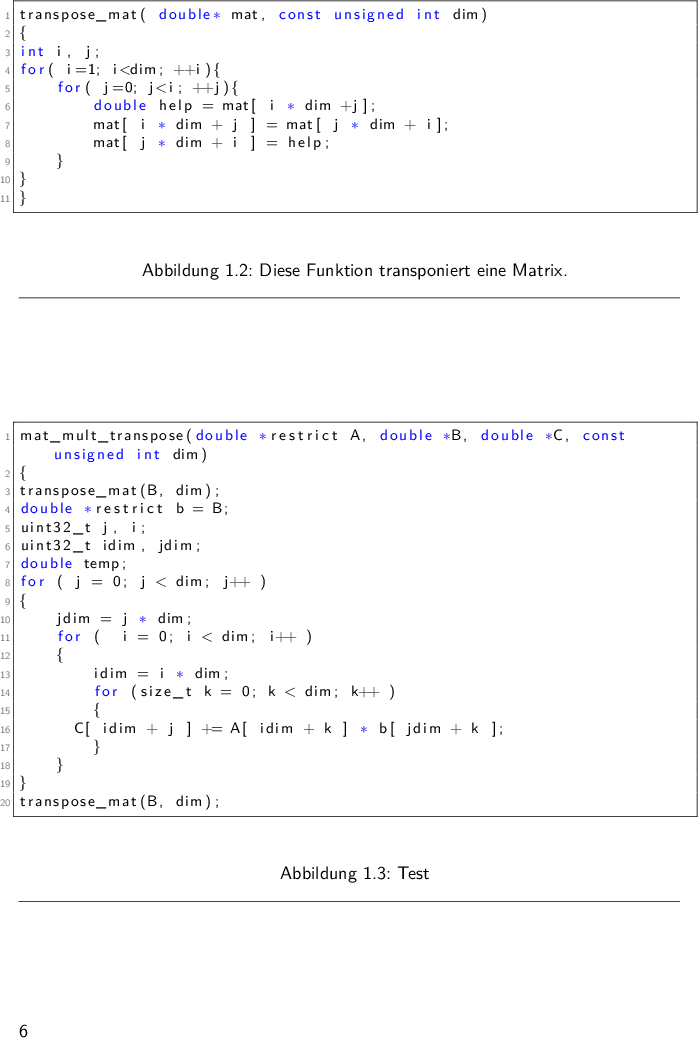 1 transpose_mat( double* mat, const unsigned int dim)
2 {
3 int i, j;
4 for( i=1; i<dim; ++i){
5     for( j=0; j<i; ++j){
6         double help = mat[ i * dim +j];
7         mat[ i * dim + j ] = mat[ j * dim + i];
8         mat[ j * dim + i ] = help;
9     }
10 }
11 }
Abbildung 1.2: Diese Funktion transponiert eine Matrix.
1 mat_mult_transpose(double *restrict A, double *B, double *C, const
unsigned int dim)
2 {
3 transpose_mat(B, dim);
4 double *restrict b = B;
5 uint32_t j, i;
6 uint32_t idim, jdim;
7 double temp;
8 for ( j = 0; j < dim; j++ )
9 {
10     jdim = j * dim;
11     for (  i = 0; i < dim; i++ )
12     {
13         idim = i * dim;
14         for (size_t k = 0; k < dim; k++ )
15         {
16       C[ idim + j ] += A[ idim + k ] * b[ jdim + k ];
17         }
18     }
19 }
20 transpose_mat(B, dim);
Abbildung 1.3: Test
6